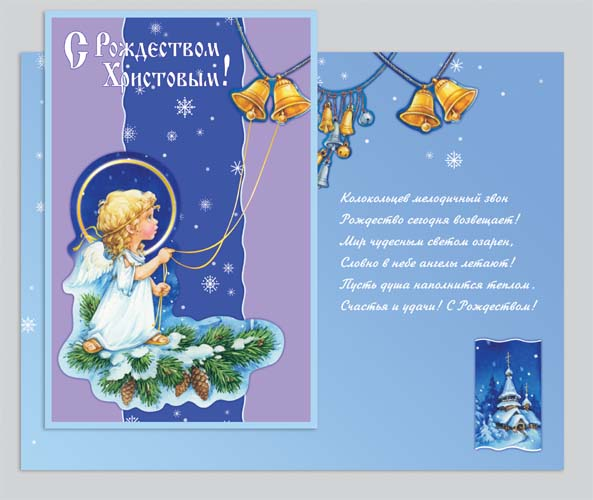 С Рождеством
Христовым!
Колокольцев мелодичный звон
Рождество сегодня возвещает!
Мир чудесным светом озарен,
Словно в небе ангелы летают!
Пусть душа наполнится теплом.
Счастья и удачи! С Рождеством!